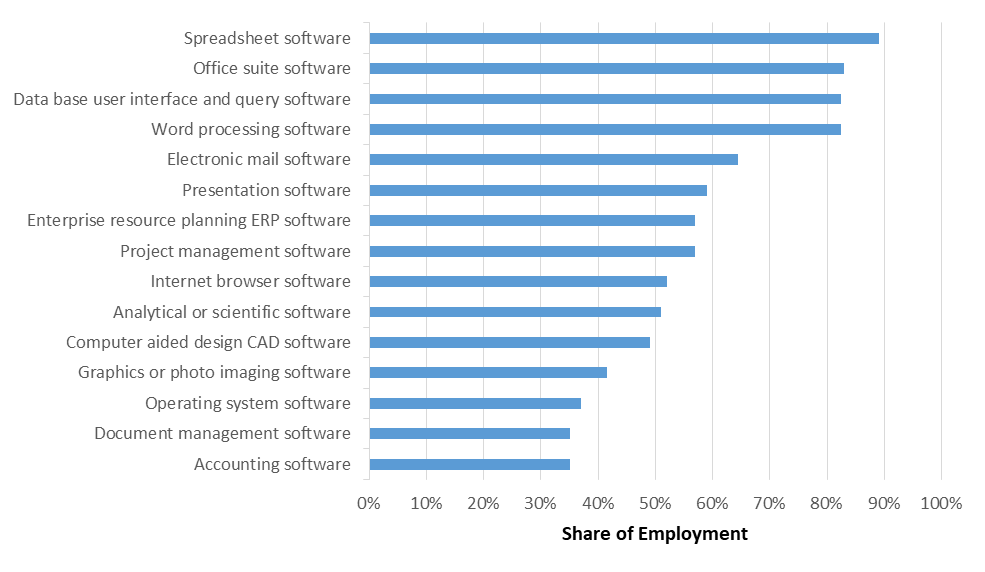 Spreadsheet software
Office suite software
Data base user interface and query software
Word processing software
Electronic mail software
Presentation software
Enterprise resource planning ERP software
Project management software
Internet browser software
Analytical or scientific software
Computer aided design CAD software
Graphics or photo imaging software
Operating system software
Document management software
Accounting software
0% 10% 20% 30% 40% 50% 60% 70% 80% 90% 100%
Share of Employment